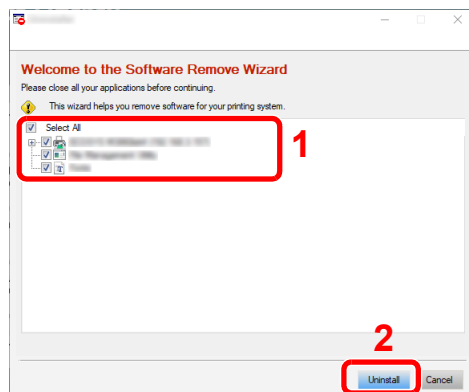 Welcome to the Software Remove Wizard
Please close all your applications before continuing.
This wizard helps you remove software for your printing system.
Select All
1
2
Uninstall
Cancel